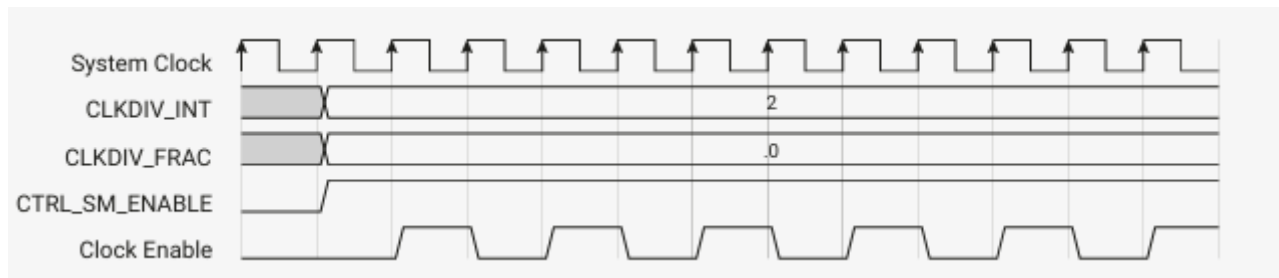 System Clock
CLKDIV_INT
2
CLKDIV_FRAC
.0
CTRL_SM_ENABLE
Clock Enable